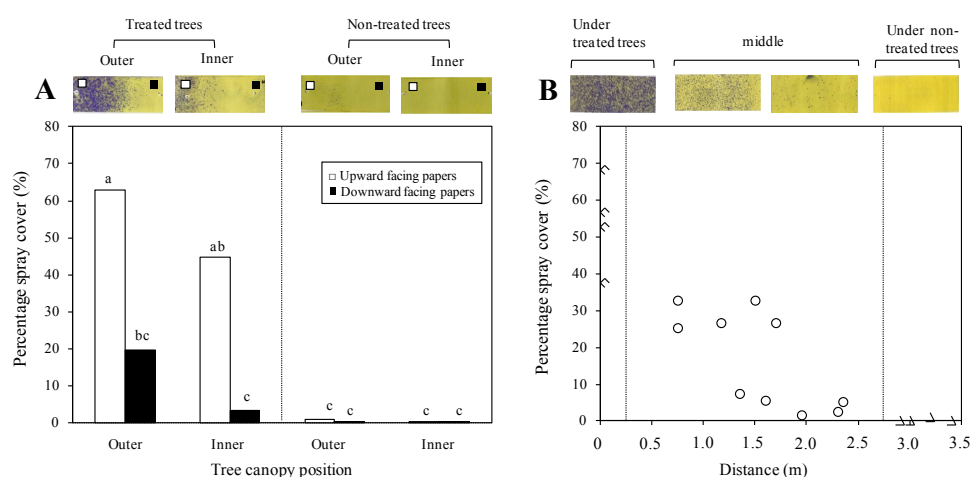 Treated trees
Non-treated trees
Outer
Inner
Outer
Inner
A
80
70
60
50
40
30
20
10
0
Percentage spray cover (%)
a
bc
ab
c
c
c
c
c
Upward facing papers
Downward facing papers
Outer
Inner
Outer
Inner
Tree canopy position
Under
treated trees
middle
Under non-
treated trees
B
80
70
60
50
40
30
20
10
0
Percentage spray cover (%)
0
0.5
1.0
1.5
2.0
2.5
3.0
3.5
Distance (m)